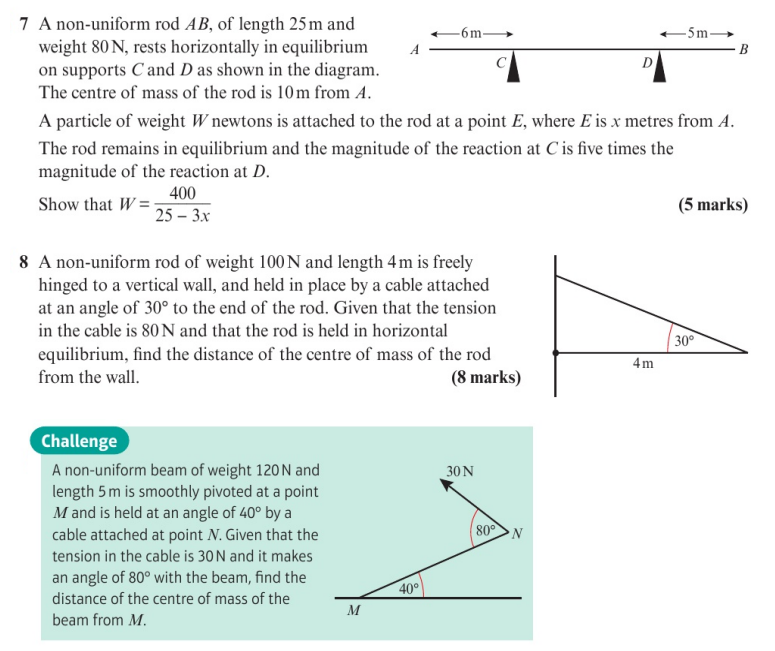 7 A non-uniform rod AB, of length 25 m and
weight 80 N, rests horizontally in equilibrium
on supports C and D as shown in the diagram.
The centre of mass of the rod is 10 m from A.
6 m
5 m
A
C
D
B
A particle of weight W newtons is attached to the rod at a point E, where E is x metres from A.
The rod remains in equilibrium and the magnitude of the reaction at C is five times the
magnitude of the reaction at D.
Show that W = 400 / (25 − 3x)
(5 marks)
8 A non-uniform rod of weight 100 N and length 4 m is freely
hinged to a vertical wall, and held in place by a cable attached
at an angle of 30° to the end of the rod. Given that the tension
in the cable is 80 N and that the rod is held in horizontal
equilibrium, find the distance of the centre of mass of the rod
from the wall. (8 marks)
30°
4 m
Challenge
A non-uniform beam of weight 120 N and
length 5 m is smoothly pivoted at a point
M and is held at an angle of 40° by a
cable attached at point N. Given that the
tension in the cable is 30 N and it makes
an angle of 80° with the beam, find the
distance of the centre of mass of the
beam from M.
30 N
80°
N
40°
M